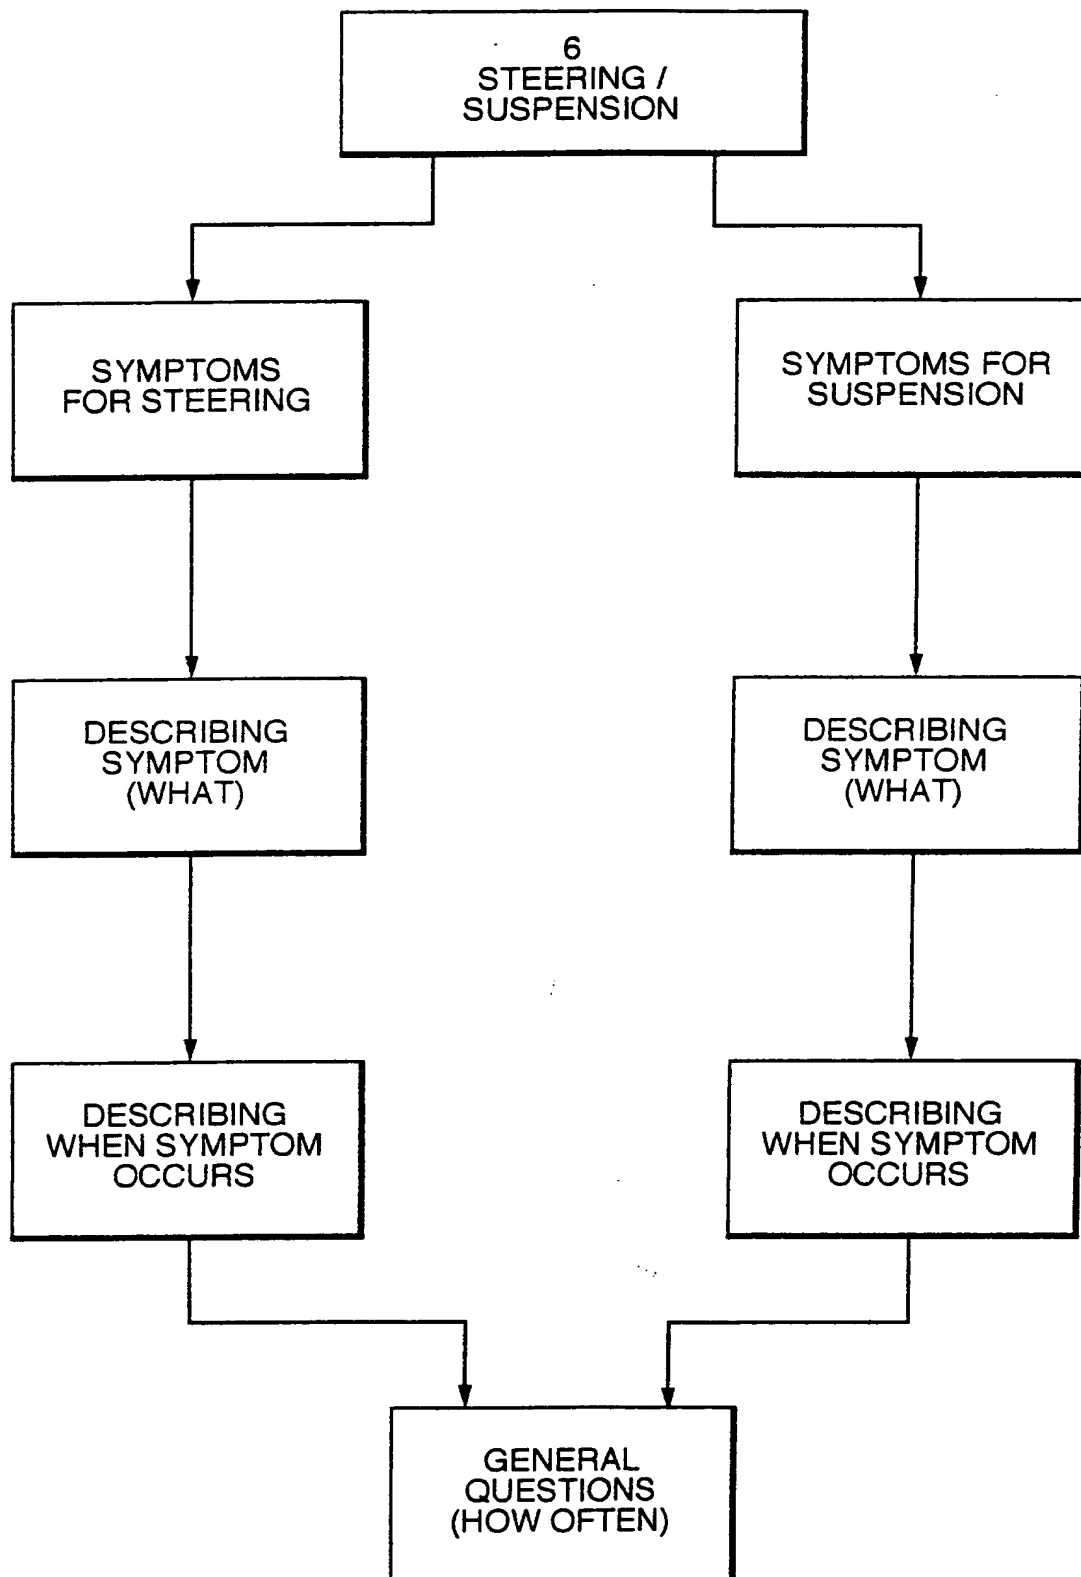 6
STEERING /
SUSPENSION
SYMPTOMS
FOR STEERING
SYMPTOMS FOR
SUSPENSION
DESCRIBING
SYMPTOM
(WHAT)
DESCRIBING
SYMPTOM
(WHAT)
DESCRIBING
WHEN SYMPTOM
OCCURS
DESCRIBING
WHEN SYMPTOM
OCCURS
GENERAL
QUESTIONS
(HOW OFTEN)